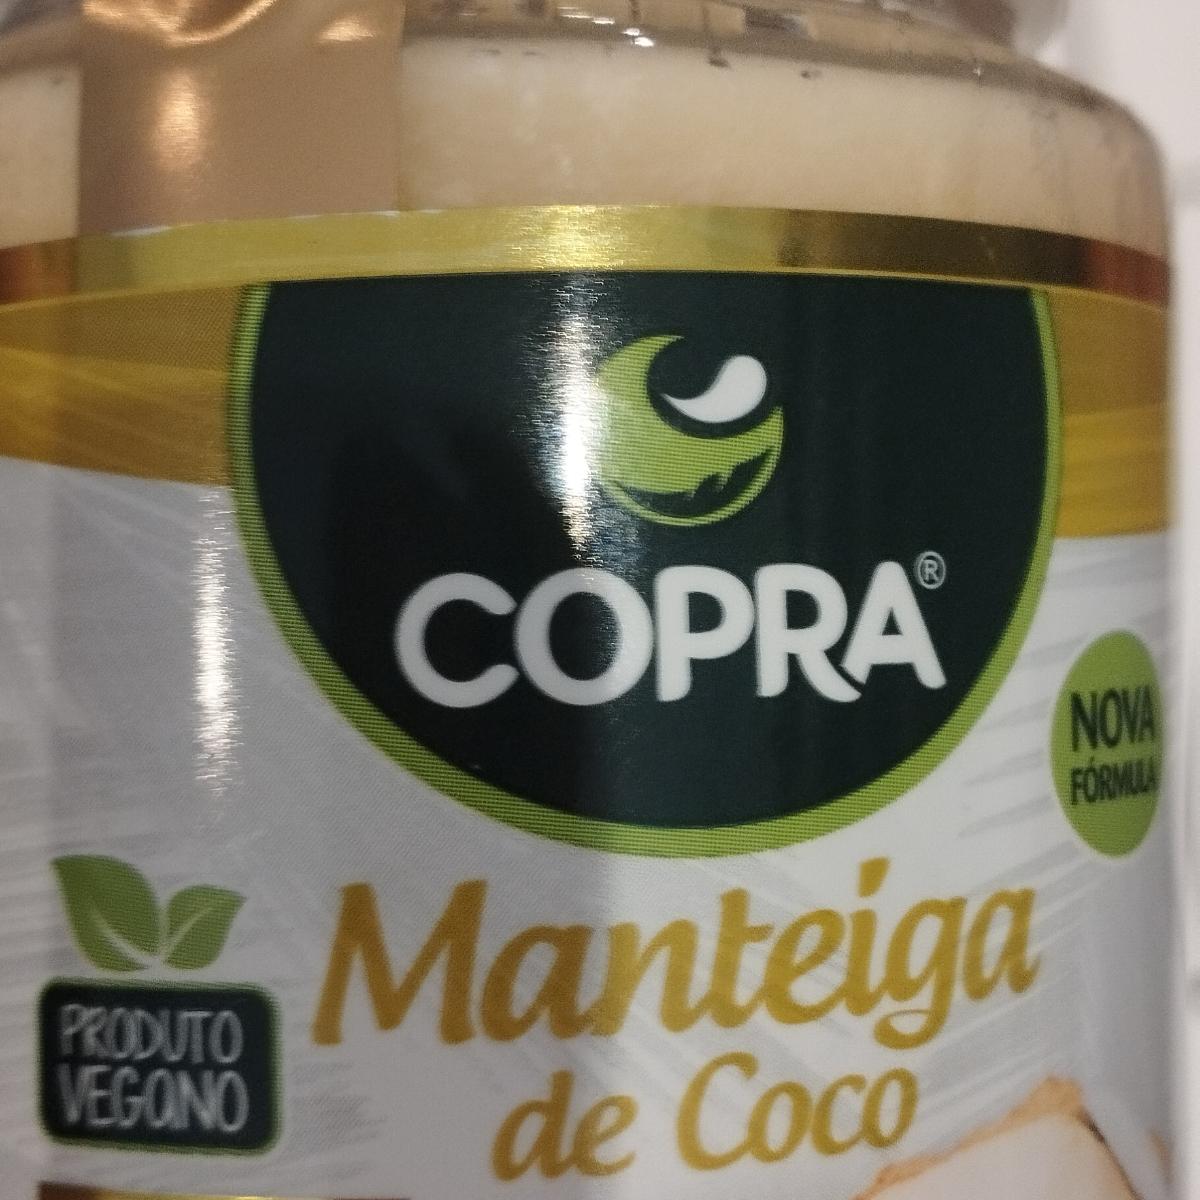 COPRA®
NOVA
FÓRMULA
Manteiga
de Coco
PRODUTO
VEGANO